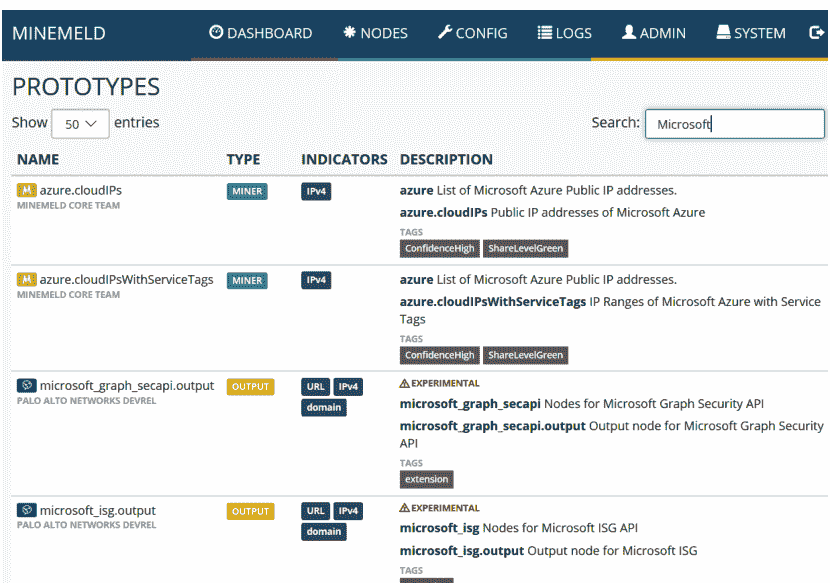 MINEMELD DASHBOARD NODES CONFIG LOGS ADMIN SYSTEM
PROTOTYPES
Show 50 entries Search: Microsoft
NAME TYPE INDICATORS DESCRIPTION
azure.cloudIPs MINER IPv4 azure List of Microsoft Azure Public IP addresses.
MINEMELD CORE TEAM
azure.cloudIPs Public IP addresses of Microsoft Azure
TAGS
ConfidenceHigh ShareLevelGreen
azure.cloudIPsWithServiceTags MINER IPv4 azure List of Microsoft Azure Public IP addresses.
MINEMELD CORE TEAM
azure.cloudIPsWithServiceTags IP Ranges of Microsoft Azure with Service
Tags
TAGS
ConfidenceHigh ShareLevelGreen
microsoft_graph_secapi.output OUTPUT URL IPv4 EXPERIMENTAL
PALO ALTO NETWORKS DEVREL
domain microsoft_graph_secapi Nodes for Microsoft Graph Security API
microsoft_graph_secapi.output Output node for Microsoft Graph Security
API
TAGS
extension
microsoft_isg.output OUTPUT URL IPv4 EXPERIMENTAL
PALO ALTO NETWORKS DEVREL
domain microsoft_isg Nodes for Microsoft ISG API
microsoft_isg.output Output node for Microsoft ISG
TAGS